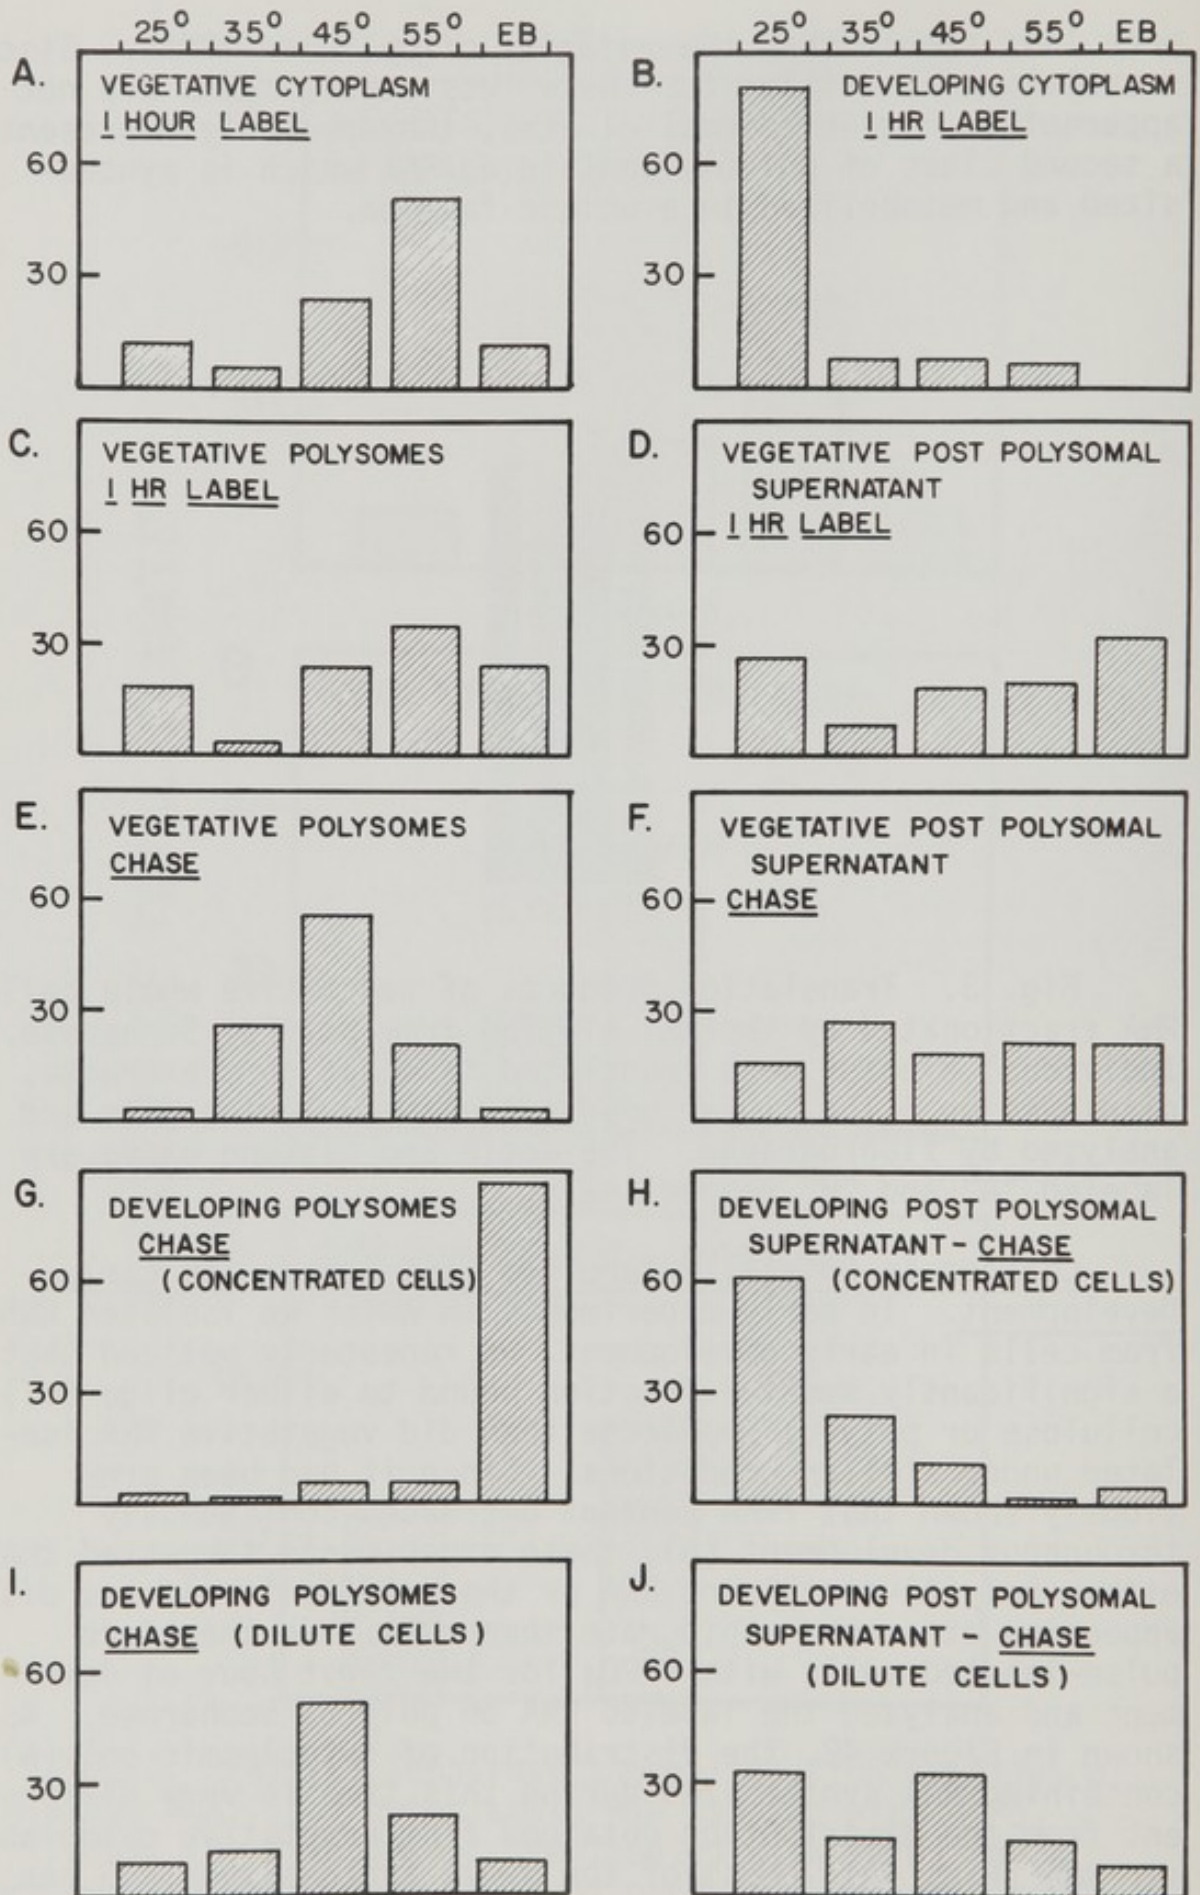 25° 35° 45° 55° EB
25° 35° 45° 55° EB
A.
VEGETATIVE CYTOPLASM
1 HOUR LABEL
60
30
B.
DEVELOPING CYTOPLASM
1 HR LABEL
60
30
C.
VEGETATIVE POLYSOMES
1 HR LABEL
60
30
D.
VEGETATIVE POST POLYSOMAL
SUPERNATANT
1 HR LABEL
60
30
E.
VEGETATIVE POLYSOMES
CHASE
60
30
F.
VEGETATIVE POST POLYSOMAL
SUPERNATANT
CHASE
60
30
G.
DEVELOPING POLYSOMES
CHASE
(CONCENTRATED CELLS)
60
30
H.
DEVELOPING POST POLYSOMAL
SUPERNATANT - CHASE
(CONCENTRATED CELLS)
60
30
I.
DEVELOPING POLYSOMES
CHASE (DILUTE CELLS)
60
30
J.
DEVELOPING POST POLYSOMAL
SUPERNATANT - CHASE
(DILUTE CELLS)
60
30